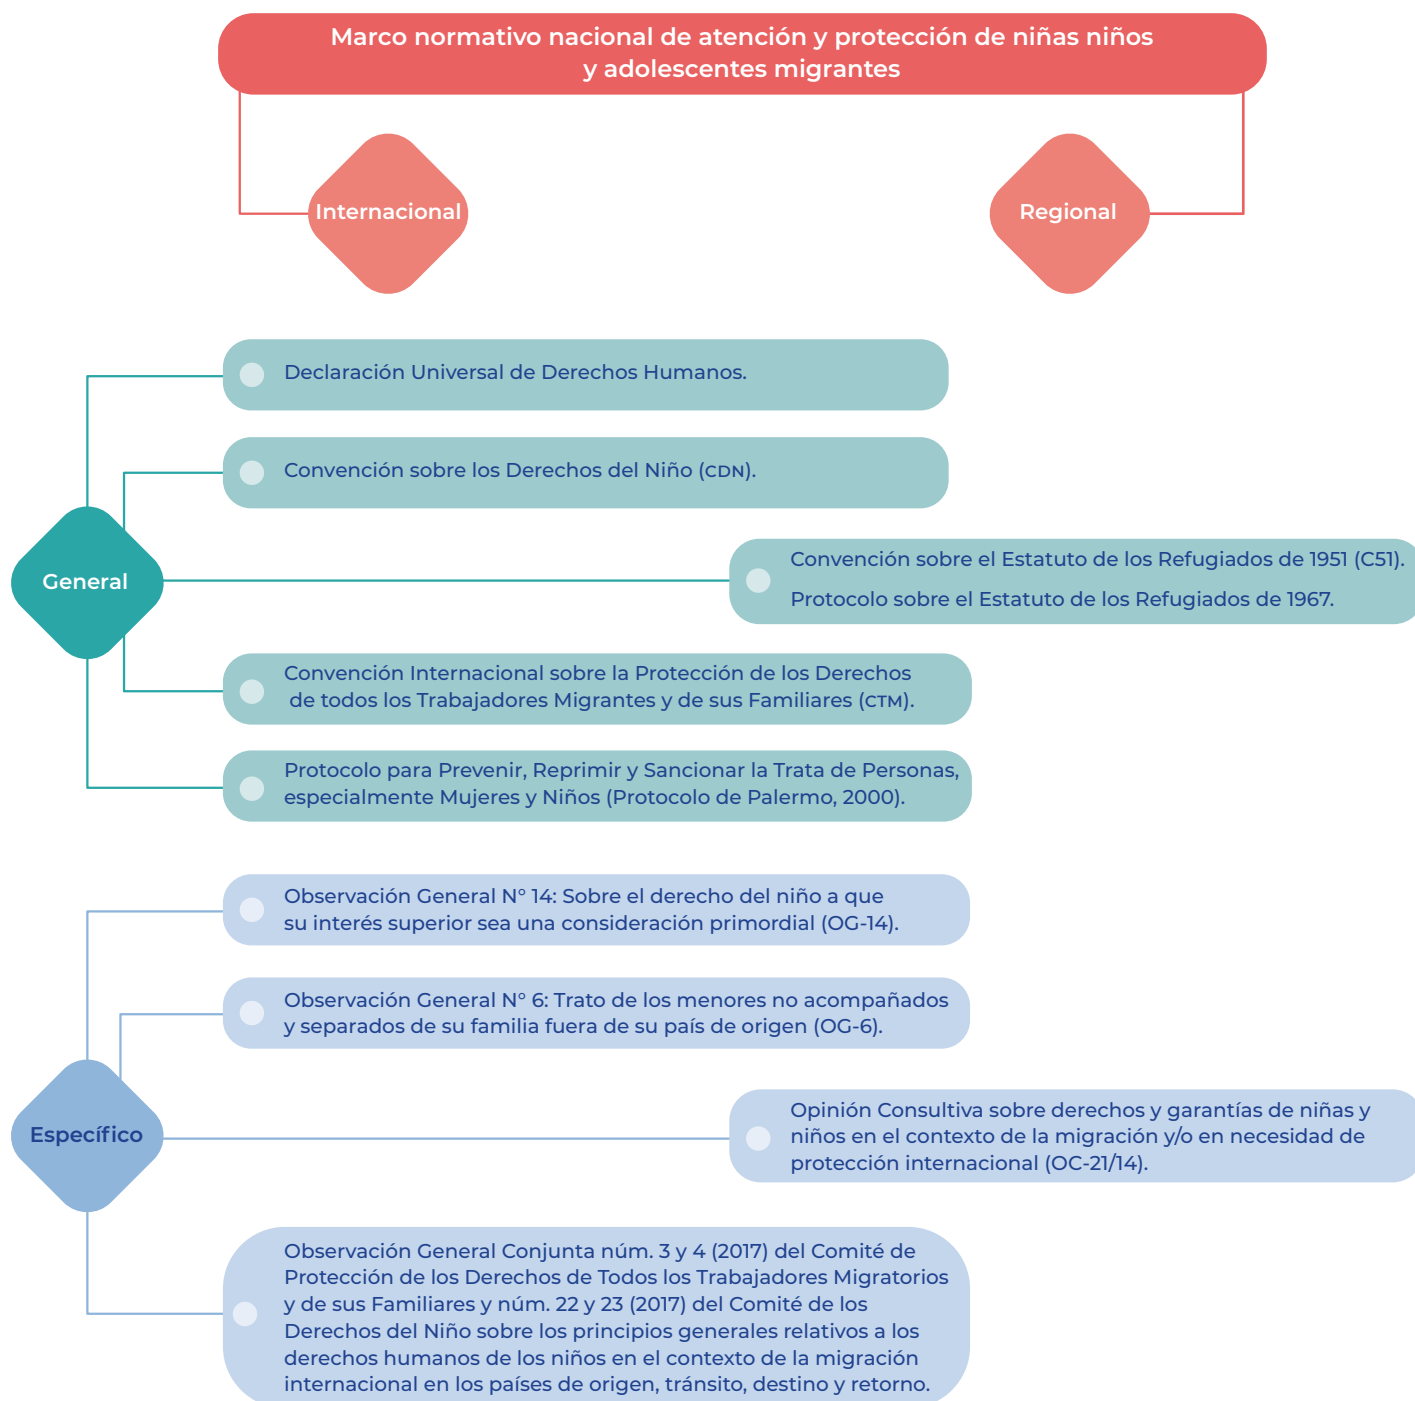 Marco normativo nacional de atención y protección de niñas niños
y adolescentes migrantes
Internacional
Regional
Declaración Universal de Derechos Humanos.
Convención sobre los Derechos del Niño (CDN).
General
Convención sobre el Estatuto de los Refugiados de 1951 (C51).
Protocolo sobre el Estatuto de los Refugiados de 1967.
Convención Internacional sobre la Protección de los Derechos
de todos los Trabajadores Migrantes y de sus Familiares (CTM).
Protocolo para Prevenir, Reprimir y Sancionar la Trata de Personas,
especialmente Mujeres y Niños (Protocolo de Palermo, 2000).
Observación General N° 14: Sobre el derecho del niño a que
su interés superior sea una consideración primordial (OG-14).
Observación General N° 6: Trato de los menores no acompañados
y separados de su familia fuera de su país de origen (OG-6).
Específico
Opinión Consultiva sobre derechos y garantías de niñas y
niños en el contexto de la migración y/o en necesidad de
protección internacional (OC-21/14).
Observación General Conjunta núm. 3 y 4 (2017) del Comité de
Protección de los Derechos de Todos los Trabajadores Migratorios
y de sus Familiares y núm. 22 y 23 (2017) del Comité de los
Derechos del Niño sobre los principios generales relativos a los
derechos humanos de los niños en el contexto de la migración
internacional en los países de origen, tránsito, destino y retorno.